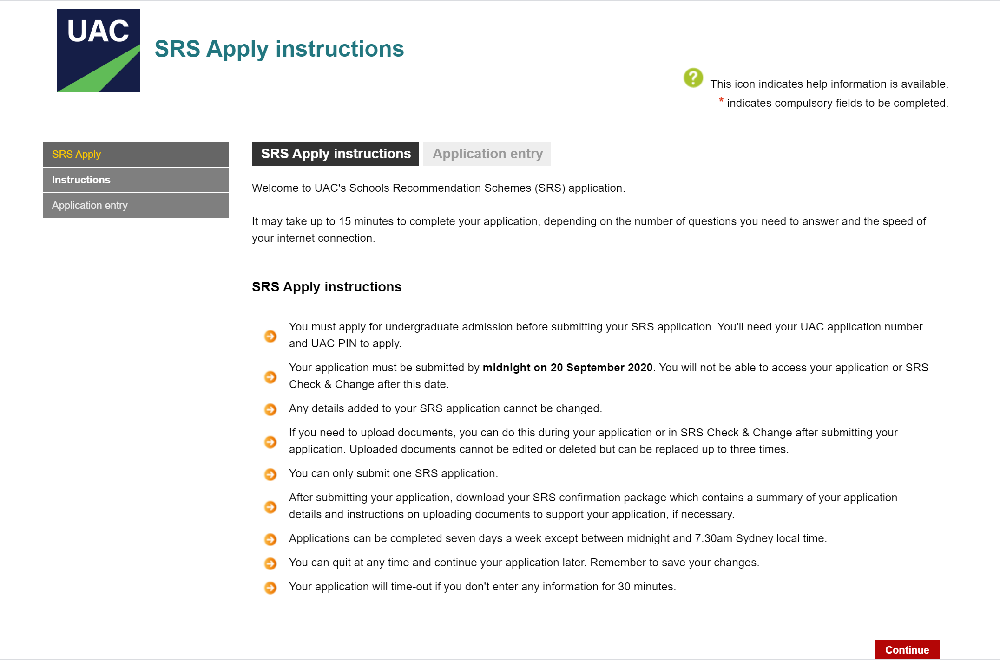 UAC
SRS Apply instructions
? This icon indicates help information is available.
* indicates compulsory fields to be completed.
SRS Apply
Instructions
Application entry
SRS Apply instructions
Application entry
Welcome to UAC's Schools Recommendation Schemes (SRS) application.
It may take up to 15 minutes to complete your application, depending on the number of questions you need to answer and the speed of
your internet connection.
SRS Apply instructions
You must apply for undergraduate admission before submitting your SRS application. You'll need your UAC application number
and UAC PIN to apply.
Your application must be submitted by midnight on 20 September 2020. You will not be able to access your application or SRS
Check & Change after this date.
Any details added to your SRS application cannot be changed.
If you need to upload documents, you can do this during your application or in SRS Check & Change after submitting your
application. Uploaded documents cannot be edited or deleted but can be replaced up to three times.
You can only submit one SRS application.
After submitting your application, download your SRS confirmation package which contains a summary of your application
details and instructions on uploading documents to support your application, if necessary.
Applications can be completed seven days a week except between midnight and 7.30am Sydney local time.
You can quit at any time and continue your application later. Remember to save your changes.
Your application will time-out if you don't enter any information for 30 minutes.
Continue